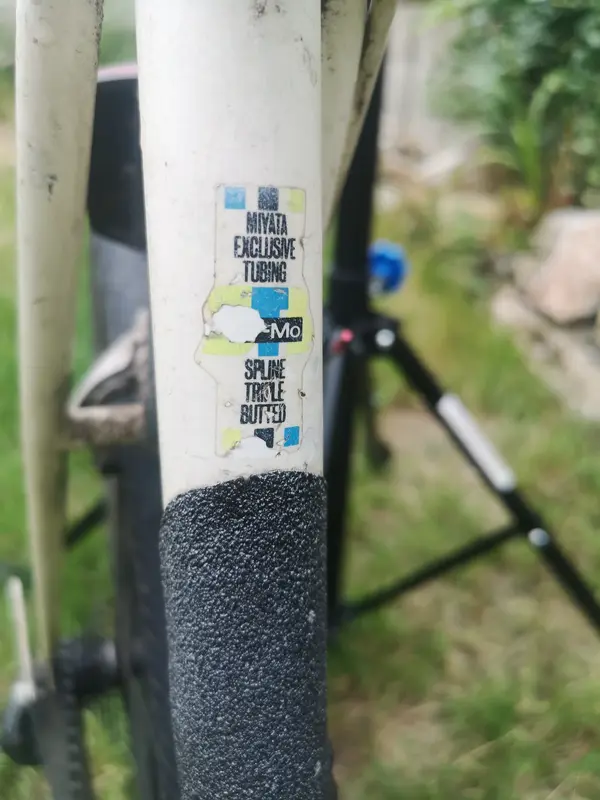 MIYATA
EXCLUSIVE
TUBING
-Mo
SPLINE
TRIPLE
BUTTED